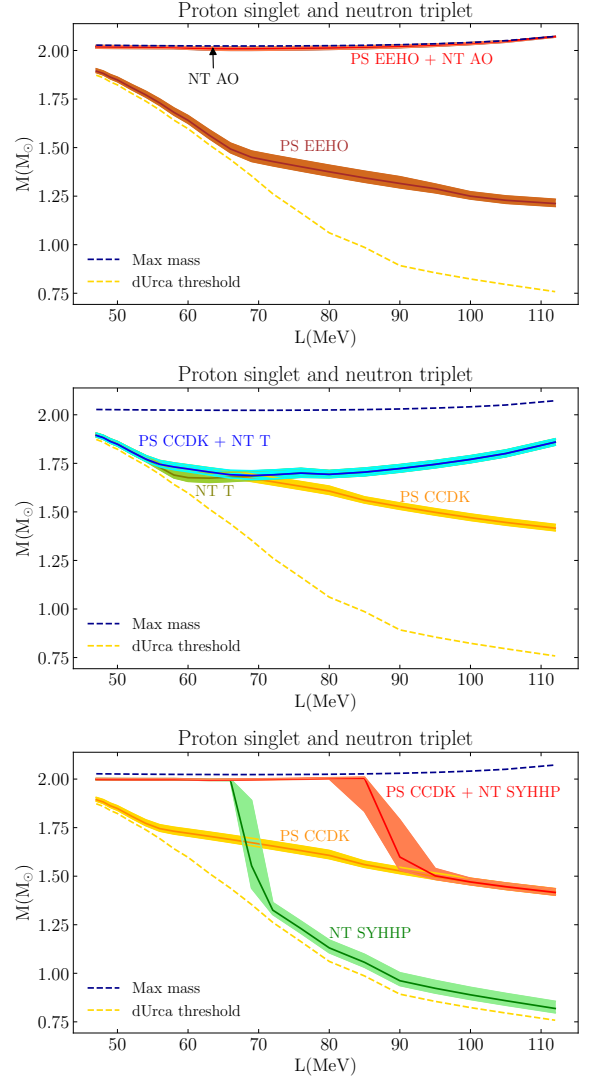 Proton singlet and neutron triplet
2.00
1.75
1.50
1.25
1.00
0.75
M(M⊙)
NT AO
PS EEHO + NT AO
PS EEHO
Max mass
dUrca threshold
50 60 70 80 90 100 110
L(MeV)
Proton singlet and neutron triplet
2.00
1.75
1.50
1.25
1.00
0.75
M(M⊙)
PS CCDK + NT T
NT T
PS CCDK
Max mass
dUrca threshold
50 60 70 80 90 100 110
L(MeV)
Proton singlet and neutron triplet
2.00
1.75
1.50
1.25
1.00
0.75
M(M⊙)
PS CCDK + NT SYHHP
PS CCDK
NT SYHHP
Max mass
dUrca threshold
50 60 70 80 90 100 110
L(MeV)